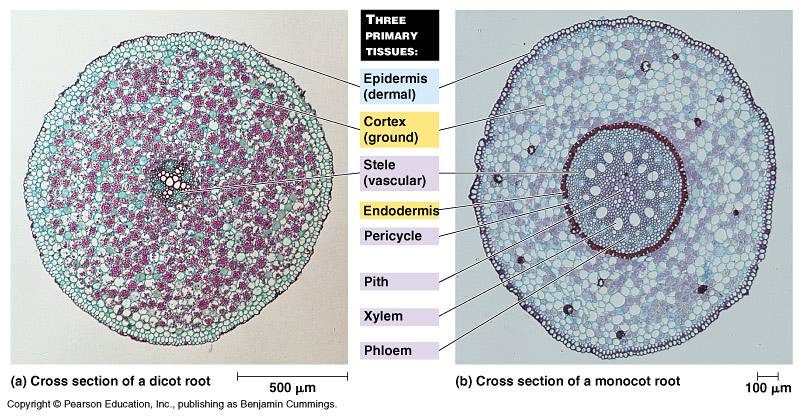 THREE
PRIMARY
TISSUES:
Epidermis
(dermal)
Cortex
(ground)
Stele
(vascular)
Endodermis
Pericycle
Pith
Xylem
Phloem
(a) Cross section of a dicot root
500 μm
(b) Cross section of a monocot root
100 μm
Copyright © Pearson Education, Inc., publishing as Benjamin Cummings.